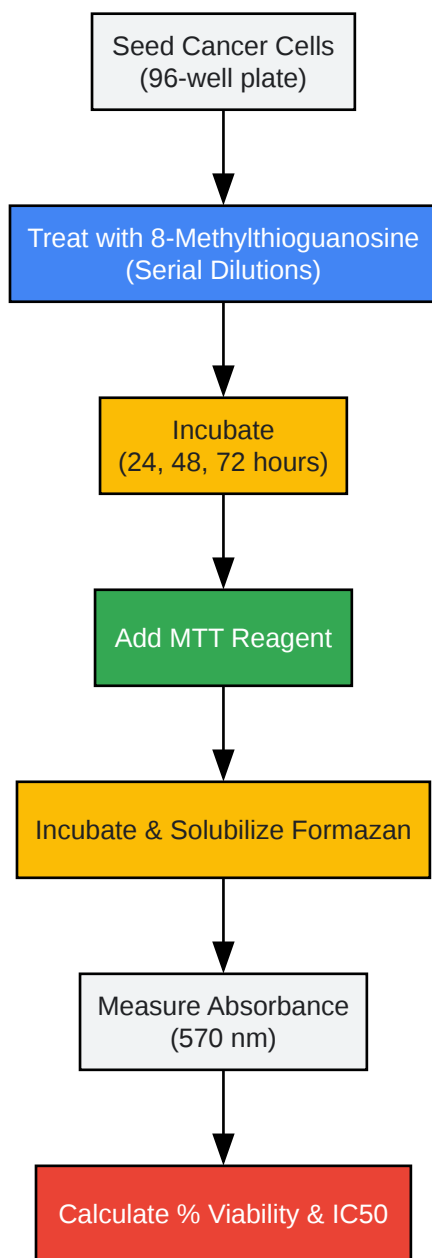 Seed Cancer Cells
(96-well plate)
Treat with 8-Methylthioguanosine
(Serial Dilutions)
Incubate
(24, 48, 72 hours)
Add MTT Reagent
Incubate & Solubilize Formazan
Measure Absorbance
(570 nm)
Calculate % Viability & IC50